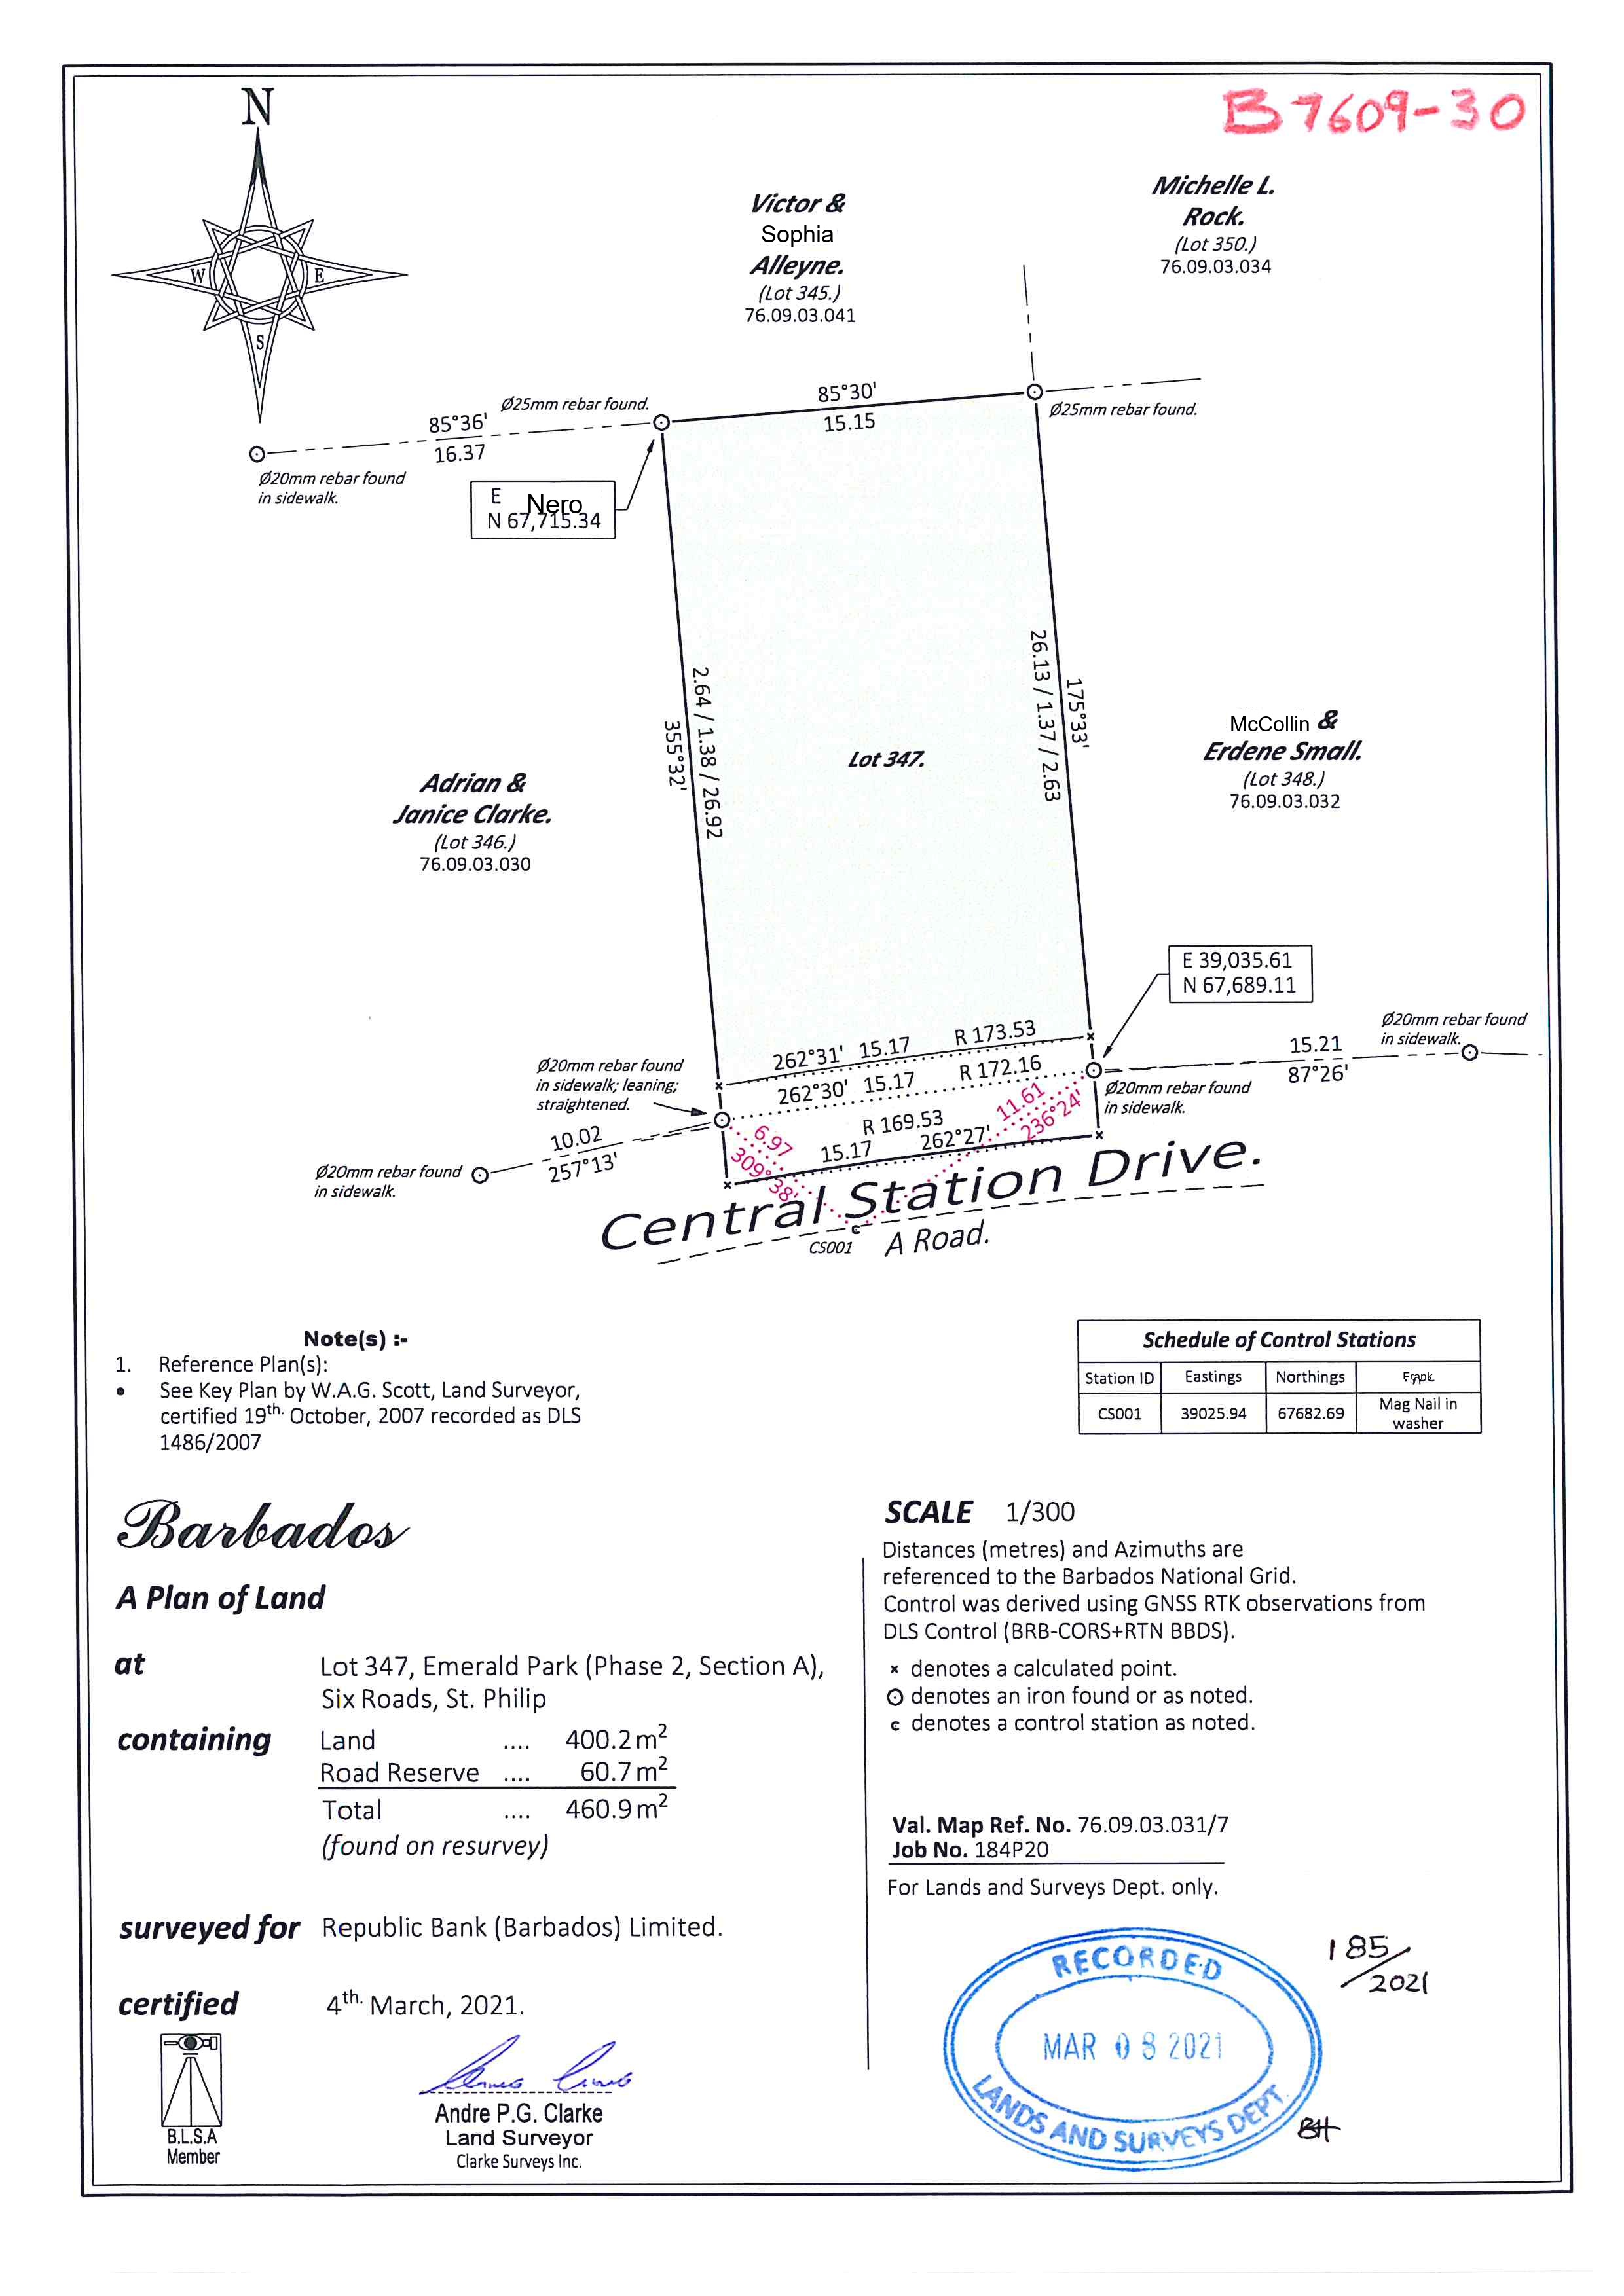 B7609-30
N
W
E
S
Victor &
Sophia
Alleyne.
(Lot 345.)
76.09.03.041
Michelle L.
Rock.
(Lot 350.)
76.09.03.034
Ø25mm rebar found.
85°30'
15.15
Ø25mm rebar found.
85°36'
16.37
Ø20mm rebar found
in sidewalk.
E
Nero
N 67,715.34
2.64 / 1.38 / 26.92
355°32'
26.13 / 1.37 / 2.63
175°33'
Lot 347.
McCollin &
Erdene Small.
(Lot 348.)
76.09.03.032
Adrian &
Janice Clarke.
(Lot 346.)
76.09.03.030
E 39,035.61
N 67,689.11
Ø20mm rebar found
in sidewalk.
15.21
87°26'
262°31' 15.17 R 173.53
262°30' 15.17 R 172.16
Ø20mm rebar found
in sidewalk; leaning;
straightened.
Ø20mm rebar found
in sidewalk.
R 169.53
15.17 262°27'
11.61
236°24'
6.97
309°38'
10.02
257°13'
Ø20mm rebar found
in sidewalk.
Central Station Drive.
c
CS001
A Road.
Note(s) :-
1. Reference Plan(s):
• See Key Plan by W.A.G. Scott, Land Surveyor,
certified 19th. October, 2007 recorded as DLS
1486/2007
Schedule of Control Stations
Station ID Eastings Northings
CS001 39025.94 67682.69 Mag Nail in
washer
Barbados
A Plan of Land
at Lot 347, Emerald Park (Phase 2, Section A),
Six Roads, St. Philip
containing Land .... 400.2 m²
Road Reserve .... 60.7 m²
Total .... 460.9 m²
(found on resurvey)
surveyed for Republic Bank (Barbados) Limited.
certified 4th. March, 2021.
B.L.S.A
Member
Andre P.G. Clarke
Land Surveyor
Clarke Surveys Inc.
SCALE 1/300
Distances (metres) and Azimuths are
referenced to the Barbados National Grid.
Control was derived using GNSS RTK observations from
DLS Control (BRB-CORS+RTN BBDS).
× denotes a calculated point.
⊙ denotes an iron found or as noted.
c denotes a control station as noted.
Val. Map Ref. No. 76.09.03.031/7
Job No. 184P20
For Lands and Surveys Dept. only.
RECORDED
MAR 08 2021
LANDS AND SURVEYS DEPT.
185/
2021
BH